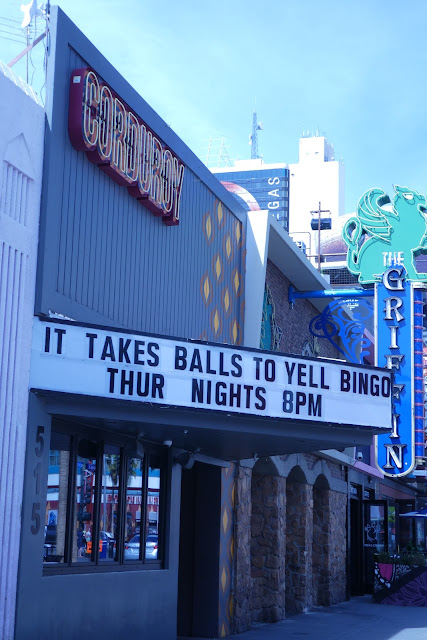 CORDUROY
VEGAS
IT TAKES BALLS TO YELL BINGO
THUR NIGHTS 8PM
THE
GRIFFIN
515